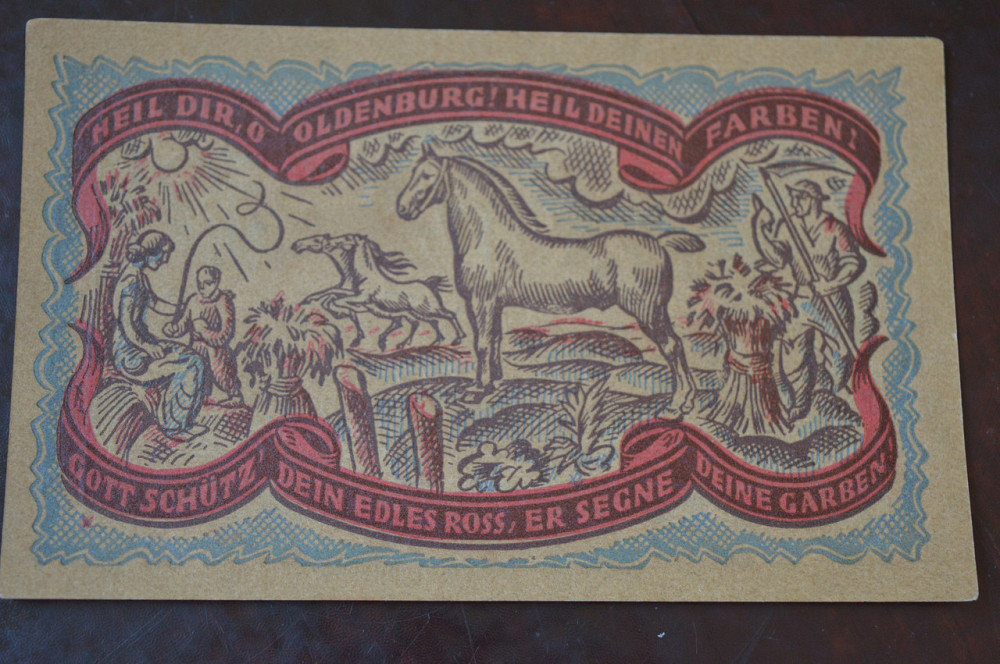 HEIL DIR, O OLDENBURG! HEIL DEINEN FARBEN!
GOTT SCHÜTZ' DEIN EDLES ROSS, ER SEGNE DEINE GARBEN.